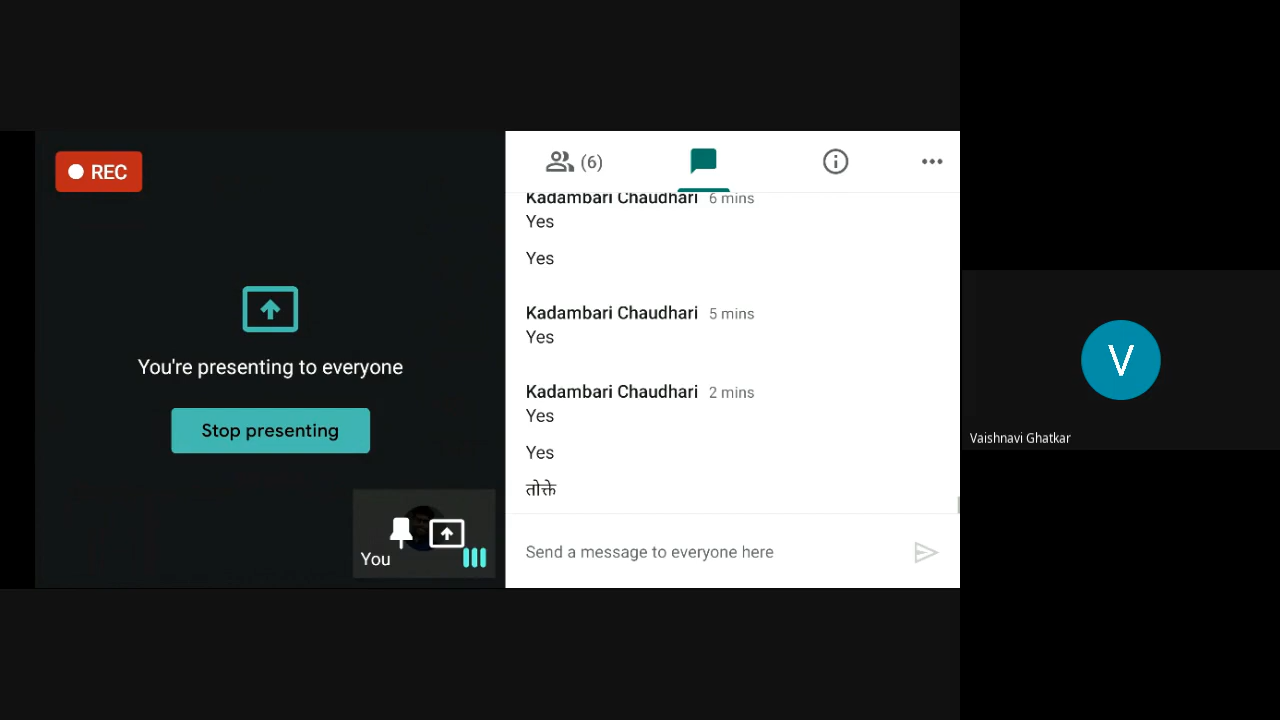 REC
You're presenting to everyone
Stop presenting
You
(6)
Kadambari Chaudhari 6 mins
Yes
Yes
Kadambari Chaudhari 5 mins
Yes
Kadambari Chaudhari 2 mins
Yes
Yes
तोक्ते
Send a message to everyone here
V
Vaishnavi Ghatkar